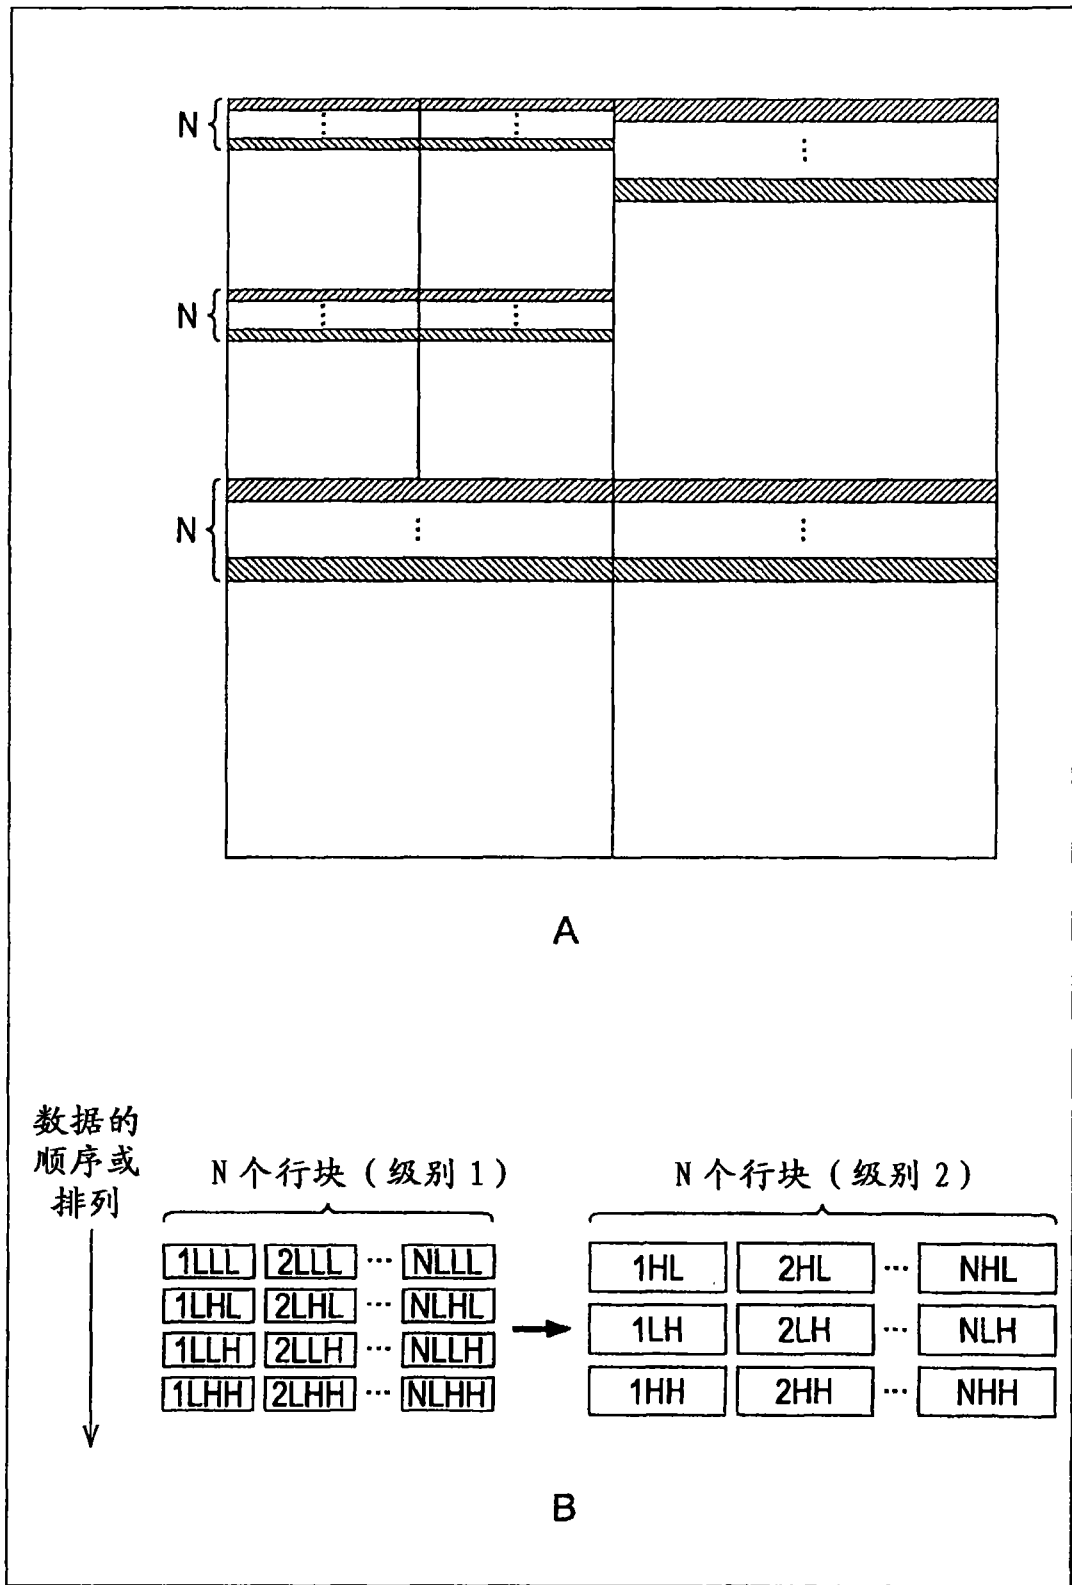 N
⋮ ⋮
⋮
N
⋮ ⋮
N
⋮ ⋮
A
数据的
顺序或
排列
N 个行块（级别 1）
N 个行块（级别 2）
1LLL 2LLL ··· NLLL
1LHL 2LHL ··· NLHL
1LLH 2LLH ··· NLLH
1LHH 2LHH ··· NLHH
1HL 2HL ··· NHL
1LH 2LH ··· NLH
1HH 2HH ··· NHH
B